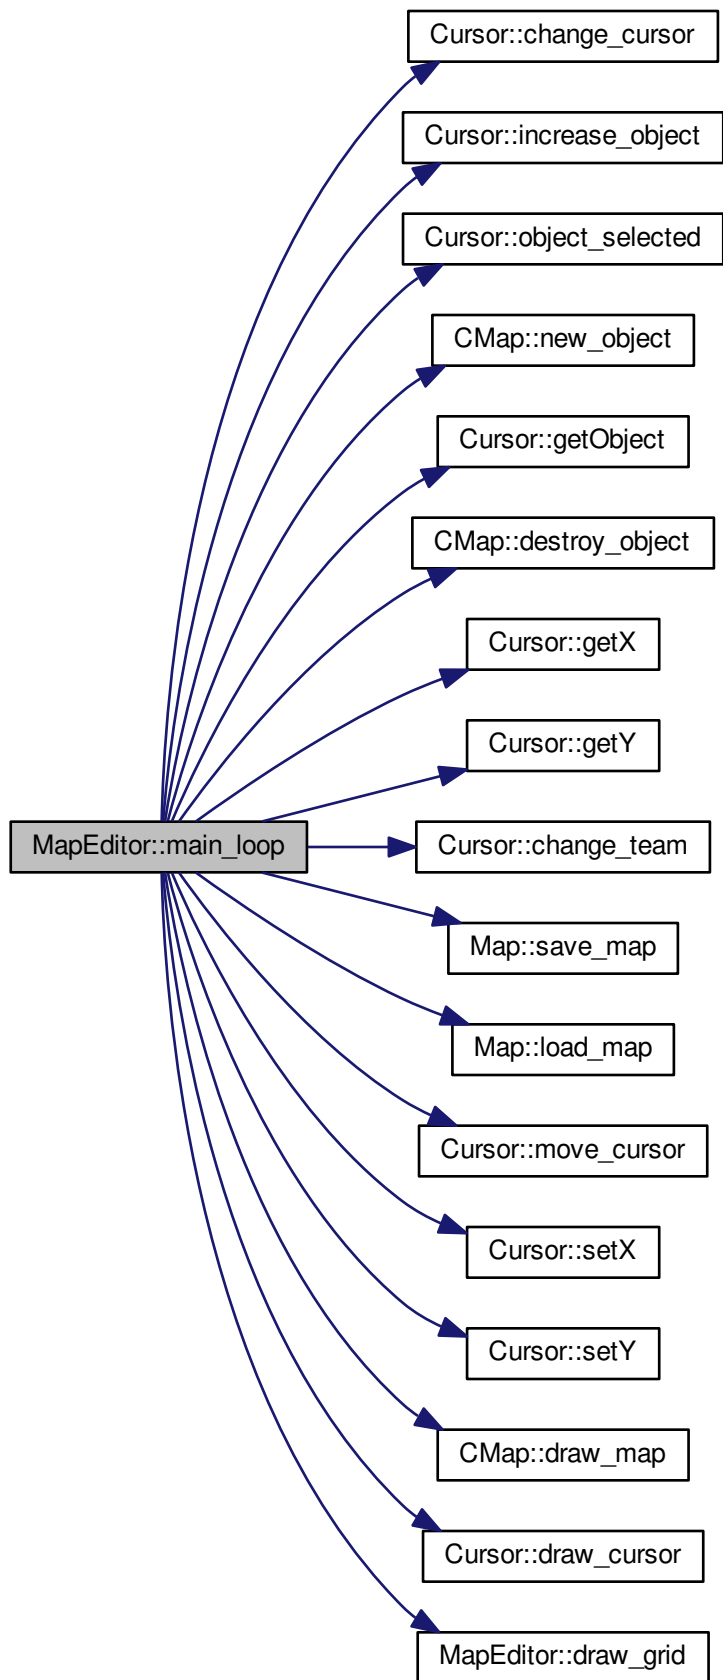 Cursor::change_cursor
Cursor::increase_object
Cursor::object_selected
CMap::new_object
Cursor::getObject
CMap::destroy_object
Cursor::getX
Cursor::getY
MapEditor::main_loop
Cursor::change_team
Map::save_map
Map::load_map
Cursor::move_cursor
Cursor::setX
Cursor::setY
CMap::draw_map
Cursor::draw_cursor
MapEditor::draw_grid